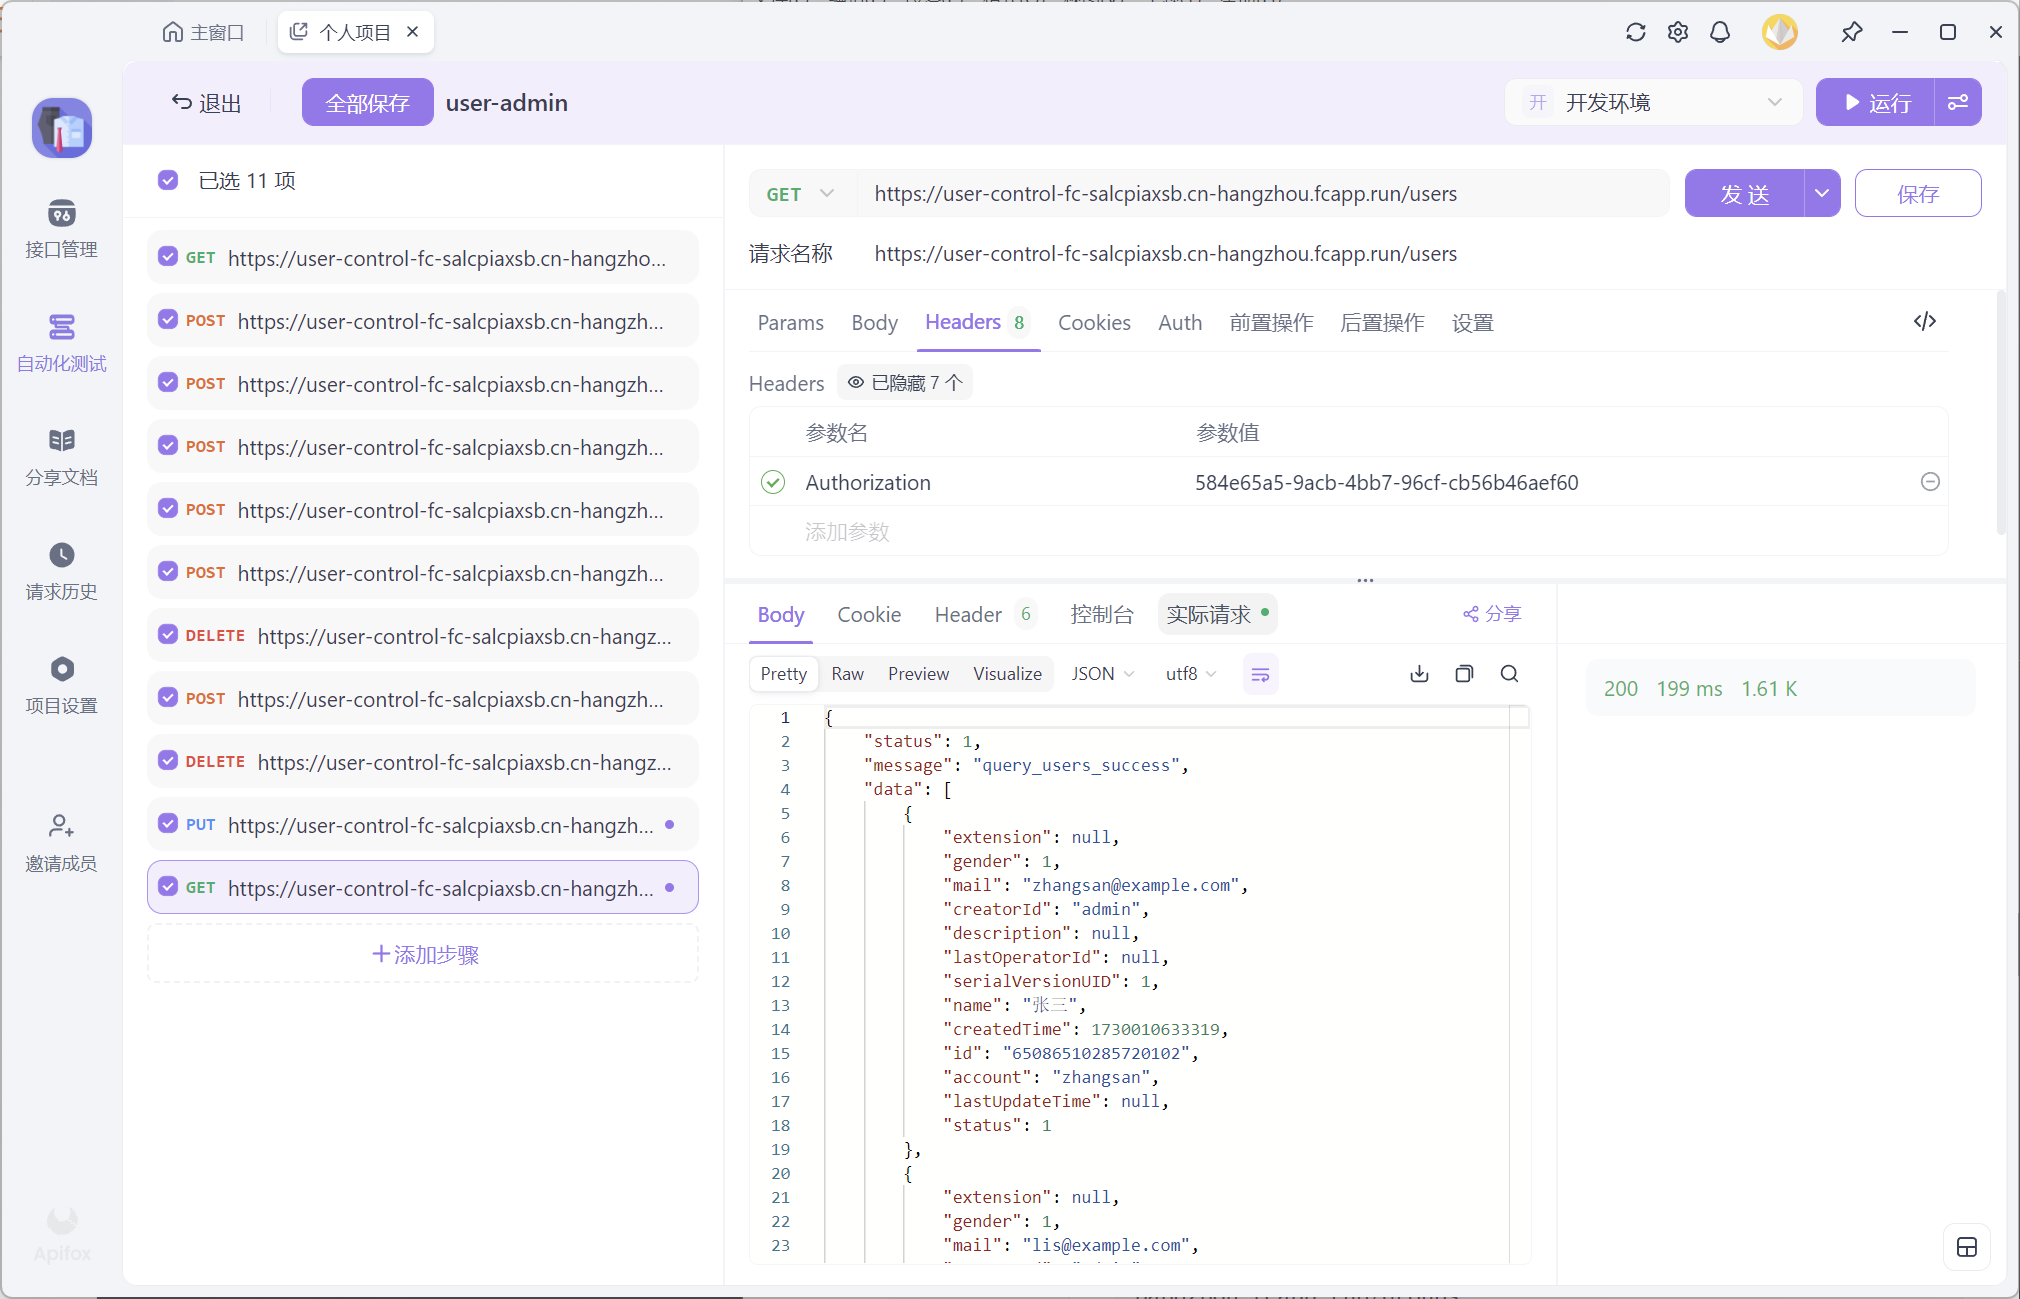 主窗口
个人项目
退出
全部保存
user-admin
开 开发环境
运行
接口管理
自动化测试
分享文档
请求历史
项目设置
邀请成员
Apifox
已选 11 项
GET https://user-control-fc-salcpiaxsb.cn-hangzho...
POST https://user-control-fc-salcpiaxsb.cn-hangzh...
POST https://user-control-fc-salcpiaxsb.cn-hangzh...
POST https://user-control-fc-salcpiaxsb.cn-hangzh...
POST https://user-control-fc-salcpiaxsb.cn-hangzh...
POST https://user-control-fc-salcpiaxsb.cn-hangzh...
DELETE https://user-control-fc-salcpiaxsb.cn-hangz...
POST https://user-control-fc-salcpiaxsb.cn-hangzh...
DELETE https://user-control-fc-salcpiaxsb.cn-hangz...
PUT https://user-control-fc-salcpiaxsb.cn-hangzh...
GET https://user-control-fc-salcpiaxsb.cn-hangzh...
添加步骤
GET https://user-control-fc-salcpiaxsb.cn-hangzhou.fcapp.run/users
发 送
保存
请求名称 https://user-control-fc-salcpiaxsb.cn-hangzhou.fcapp.run/users
Params Body Headers 8 Cookies Auth 前置操作 后置操作 设置
Headers 已隐藏 7 个
参数名 参数值
Authorization 584e65a5-9acb-4bb7-96cf-cb56b46aef60
添加参数
Body Cookie Header 6 控制台 实际请求 分享
Pretty Raw Preview Visualize JSON utf8
200 199 ms 1.61 K
1 {
2 "status": 1,
3 "message": "query_users_success",
4 "data": [
5 {
6 "extension": null,
7 "gender": 1,
8 "mail": "zhangsan@example.com",
9 "creatorId": "admin",
10 "description": null,
11 "lastOperatorId": null,
12 "serialVersionUID": 1,
13 "name": "张三",
14 "createdTime": 1730010633319,
15 "id": "65086510285720102",
16 "account": "zhangsan",
17 "lastUpdateTime": null,
18 "status": 1
19 },
20 {
21 "extension": null,
22 "gender": 1,
23 "mail": "lis@example.com",